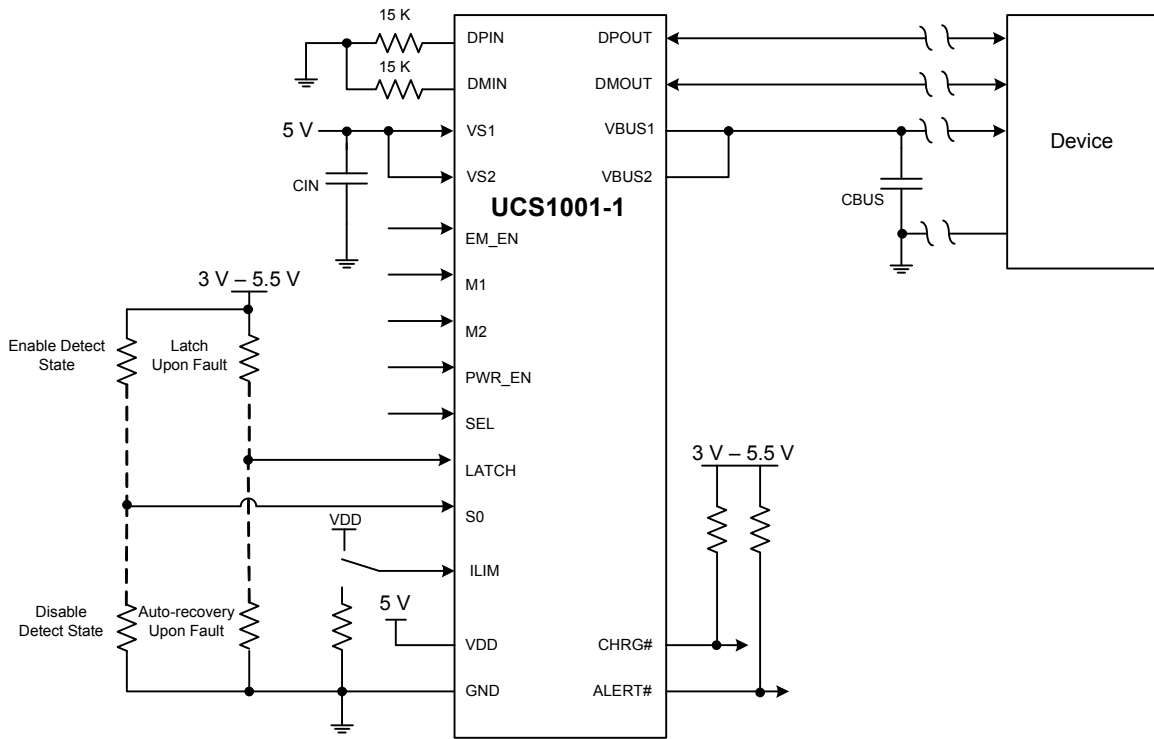 15 K
DPIN
DPOUT
15 K
DMIN
DMOUT
5 V
VS1
VBUS1
Device
CIN
VS2
VBUS2
CBUS
UCS1001-1
EM_EN
3 V – 5.5 V
M1
Enable Detect
State
Latch
Upon Fault
M2
PWR_EN
SEL
3 V – 5.5 V
LATCH
VDD
S0
ILIM
Disable
Detect State
Auto-recovery
Upon Fault
5 V
VDD
CHRG#
GND
ALERT#